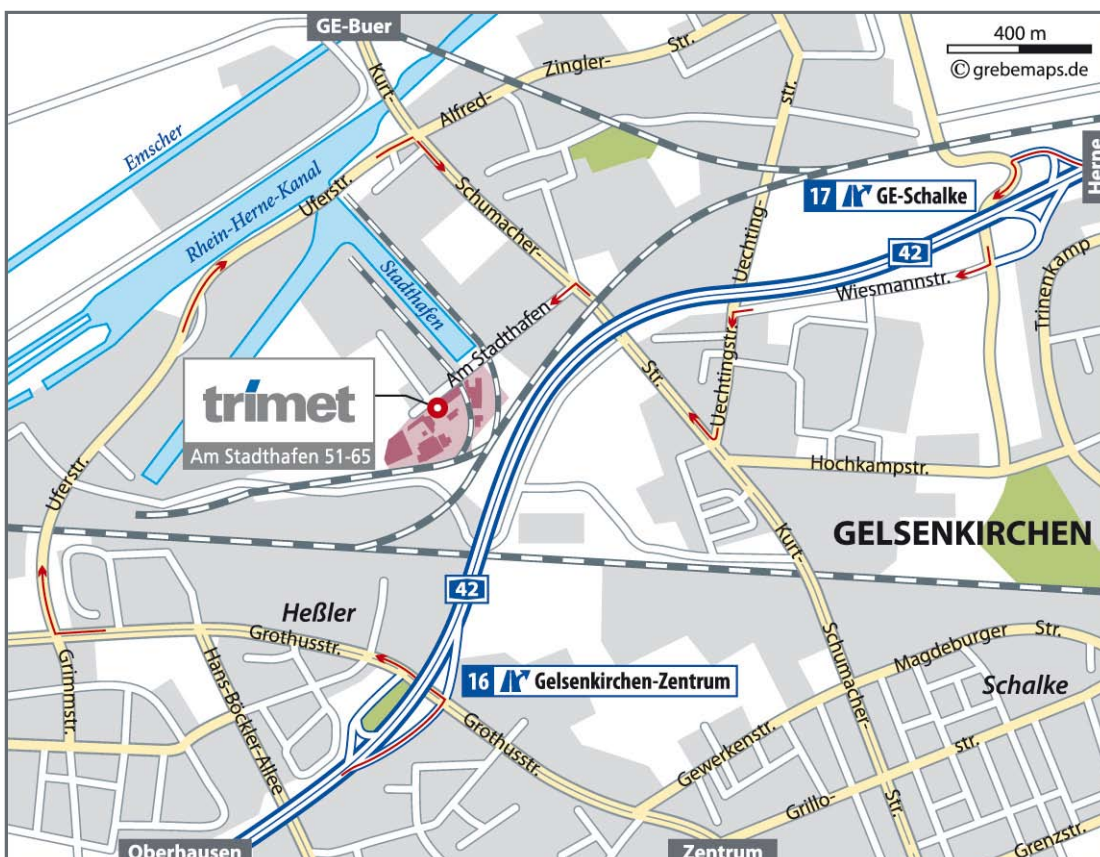 GE-Buer
400 m
© grebemaps.de
Str.
Zingler-
Alfred-
Kurt-
Emscher
Rhein-Herne-Kanal
Uferstr.
Schumacher-
str.
Uechting-
17 GE-Schalke
Herne
42
Wiesmannstr.
Trinenkamp
Stadthafen
Am Stadthafen
Str.
Uechtingstr.
trimet
Am Stadthafen 51-65
Hochkampstr.
Uferstr.
GELSENKIRCHEN
Kurt-
42
Heßler
Grothusstr.
Grimmstr.
Hans-Böckler-Allee
16 Gelsenkirchen-Zentrum
Schumacher-
Magdeburger
Str.
Schalke
Grothusstr.
Gewerkenstr.
str.
Grillo-
Str.
Grenzstr.
Oberhausen
Zentrum